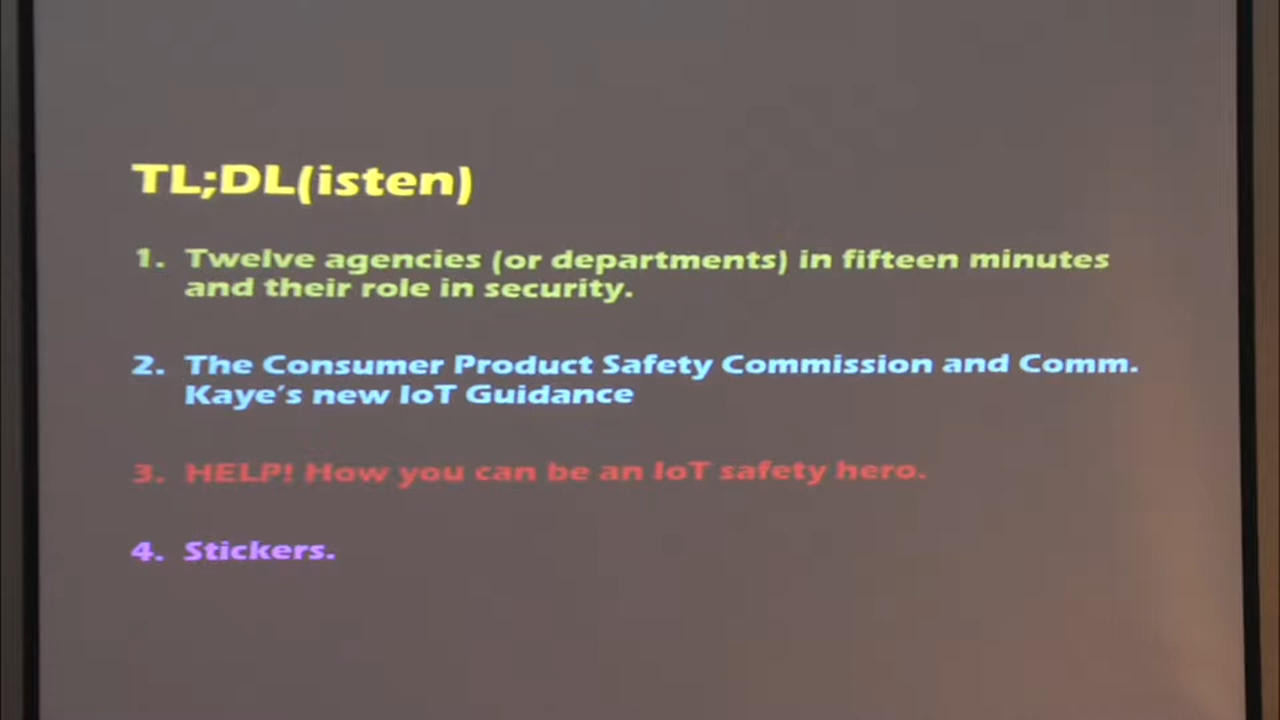 TL;DL(isten)
1. Twelve agencies (or departments) in fifteen minutes
and their role in security.
2. The Consumer Product Safety Commission and Comm.
Kaye's new IoT Guidance
3. HELP! How you can be an IoT safety hero.
4. Stickers.